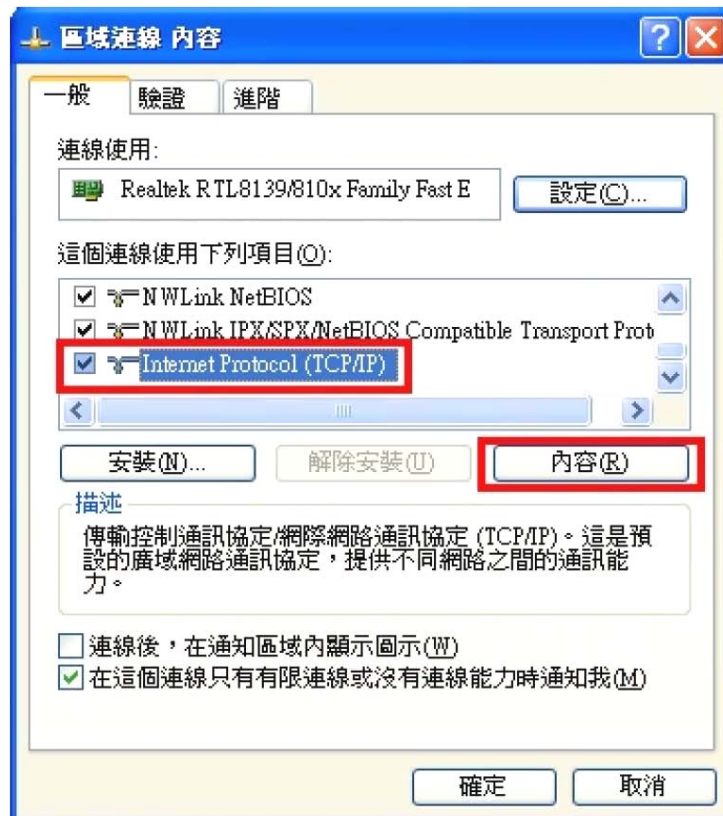 區域連線 內容
一般 驗證 進階
連線使用:
Realtek RTL8139/810x Family Fast E 設定(C)...
這個連線使用下列項目(O):
NWLink NetBIOS
NWLink IPX/SPX/NetBIOS Compatible Transport Prot
Internet Protocol (TCP/IP)
安裝(N)... 解除安裝(U) 內容(R)
描述
傳輸控制通訊協定/網際網路通訊協定 (TCP/IP)。這是預
設的廣域網路通訊協定，提供不同網路之間的通訊能
力。
連線後，在通知區域內顯示圖示(W)
在這個連線只有有限連線或沒有連線能力時通知我(M)
確定 取消